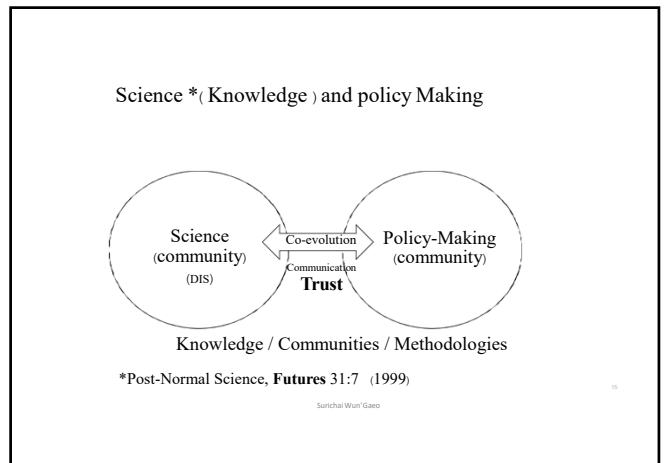 Science *( Knowledge ) and policy Making
Science
(community)
(DIS)
Co-evolution
Communication
Trust
Policy-Making
(community)
Knowledge / Communities / Methodologies
*Post-Normal Science, Futures 31:7 (1999)
15
Surichai Wun'Gaeo